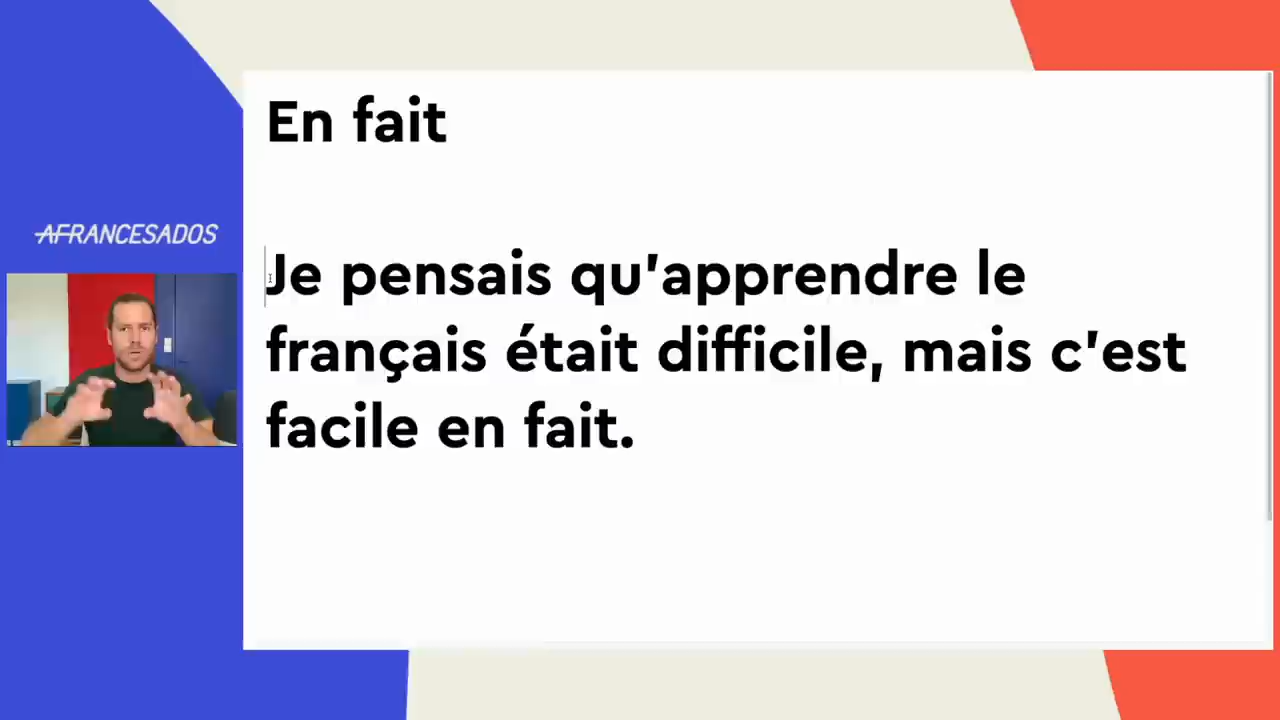 AFRANCESADOS
En fait
Je pensais qu’apprendre le
français était difficile, mais c’est
facile en fait.